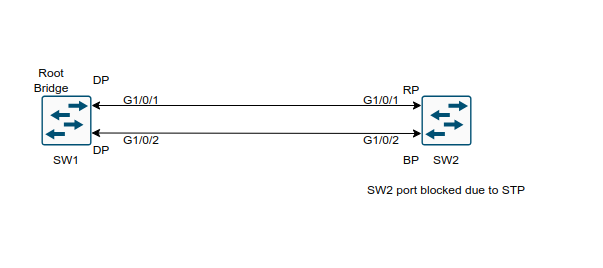 Root
Bridge
DP
G1/0/1
G1/0/1
RP
G1/0/2
G1/0/2
DP
SW1
BP
SW2
SW2 port blocked due to STP